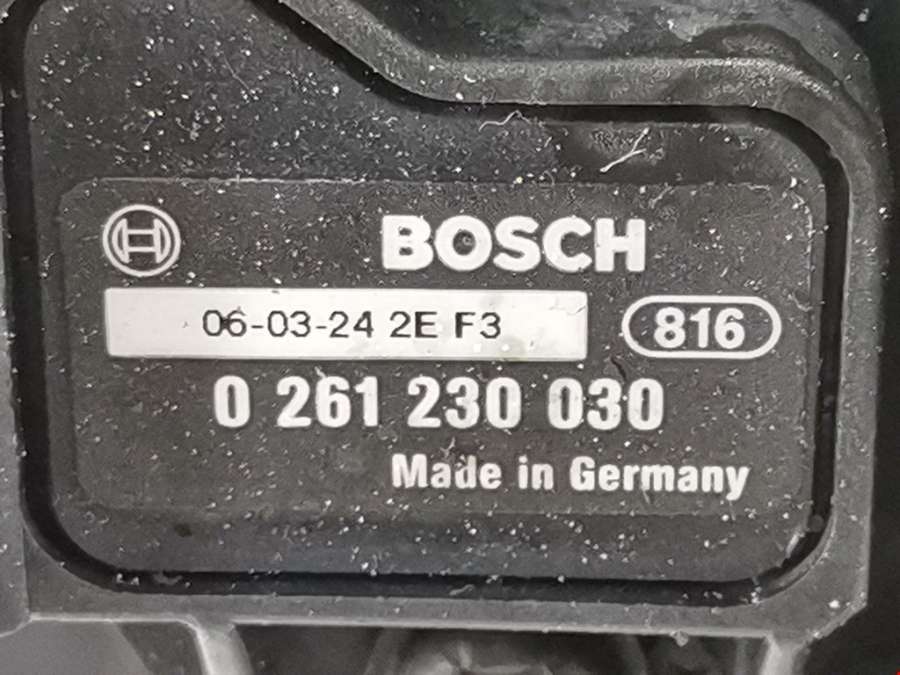 BOSCH
06-03-24 2E F3
816
0 261 230 030
Made in Germany